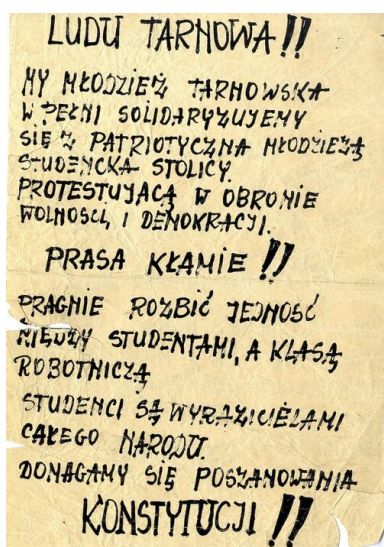 LUDU TARNOWA!!
MY MŁODZIEŻ TARNOWSKA
W PEŁNI SOLIDARYZUJEMY
SIĘ Z PATRIOTYCZNĄ MŁODZIEŻĄ
STUDENCKĄ STOLICY.
PROTESTUJĄCĄ W OBRONIE
WOLNOŚCI, I DEMOKRACJI.
PRASA KŁAMIE!!
PRAGNIE ROZBIĆ JEDNOŚĆ
MIĘDZY STUDENTAMI, A KLASĄ
ROBOTNICZĄ
STUDENCI SĄ WYRAZICIELAMI
CAŁEGO NARODU.
DOMAGAMY SIĘ POSZANOWANIA
KONSTYTUCJI!!